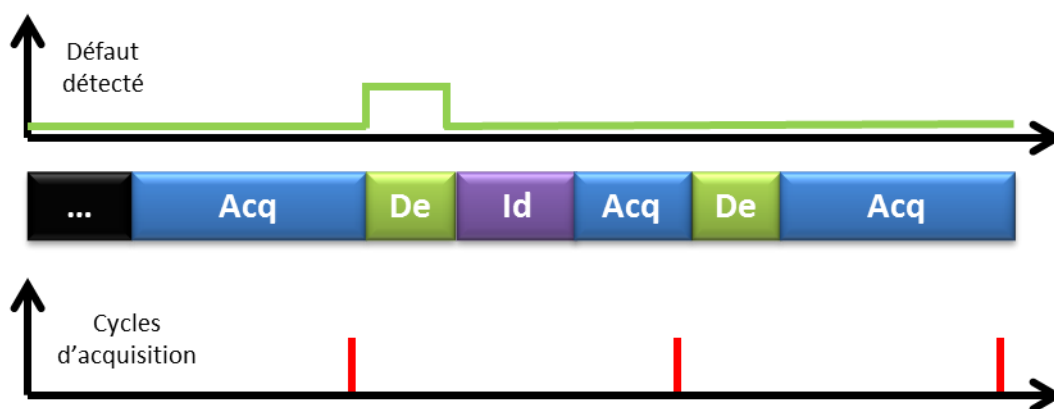 Défaut
détecté
... Acq De Id Acq De Acq
Cycles
d'acquisition